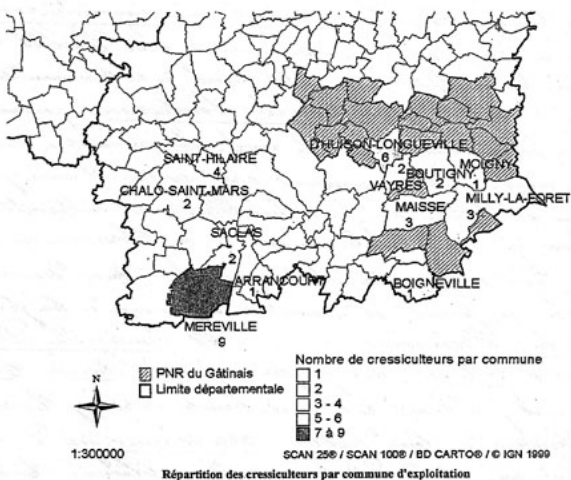 D'HUISON-LONGUEVILLE
6
SAINT-HILAIRE
4
2
BOUTIGNY
2
MOIGNY
1
VAYRES
CHALO-SAINT-MARS
2
MILLY-LA-FORET
3
MAISSE
3
SACLAS
2
ARRANCOURT
1
BOIGNEVILLE
1
MEREVILLE
9
PNR du Gâtinais
Limite départementale
Nombre de cressiculteurs par commune
1
2
3 - 4
5 - 6
7 à 9
N
1:300000
SCAN 25® / SCAN 100® / BD CARTO® / © IGN 1999
Répartition des cressiculteurs par commune d'exploitation